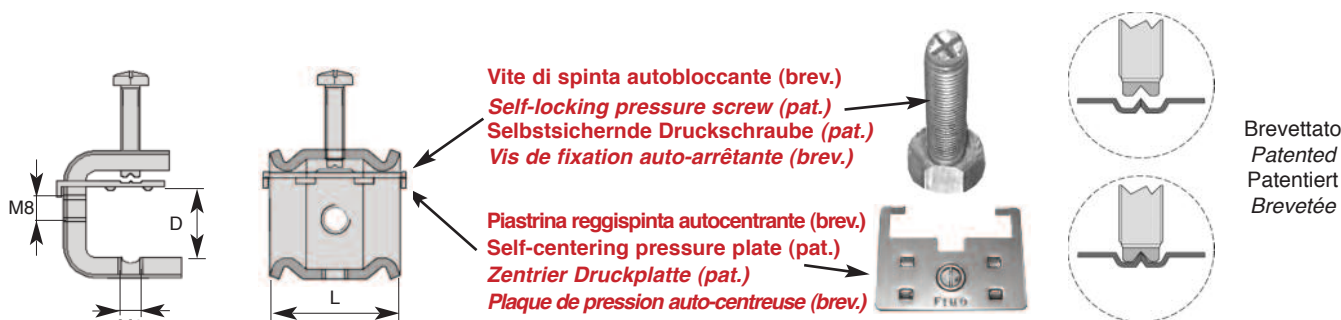 Vite di spinta autobloccante (brev.)
Self-locking pressure screw (pat.)
Selbstsichernde Druckschraube (pat.)
Vis de fixation auto-arrêtante (brev.)
Piastrina reggispinta autocentrante (brev.)
Self-centering pressure plate (pat.)
Zentrier Druckplatte (pat.)
Plaque de pression auto-centreuse (brev.)
M8
D
L
Brevettato
Patented
Patentiert
Brevetée